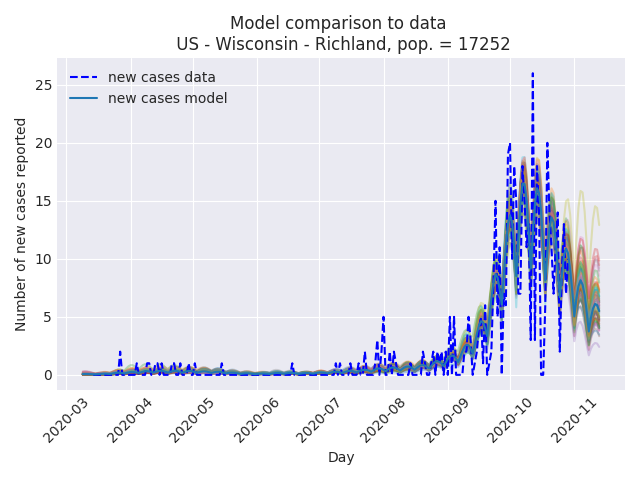 Model comparison to data
US - Wisconsin - Richland, pop. = 17252
new cases data
new cases model
Number of new cases reported
25
20
15
10
5
0
2020-03
2020-04
2020-05
2020-06
2020-07
2020-08
2020-09
2020-10
2020-11
Day